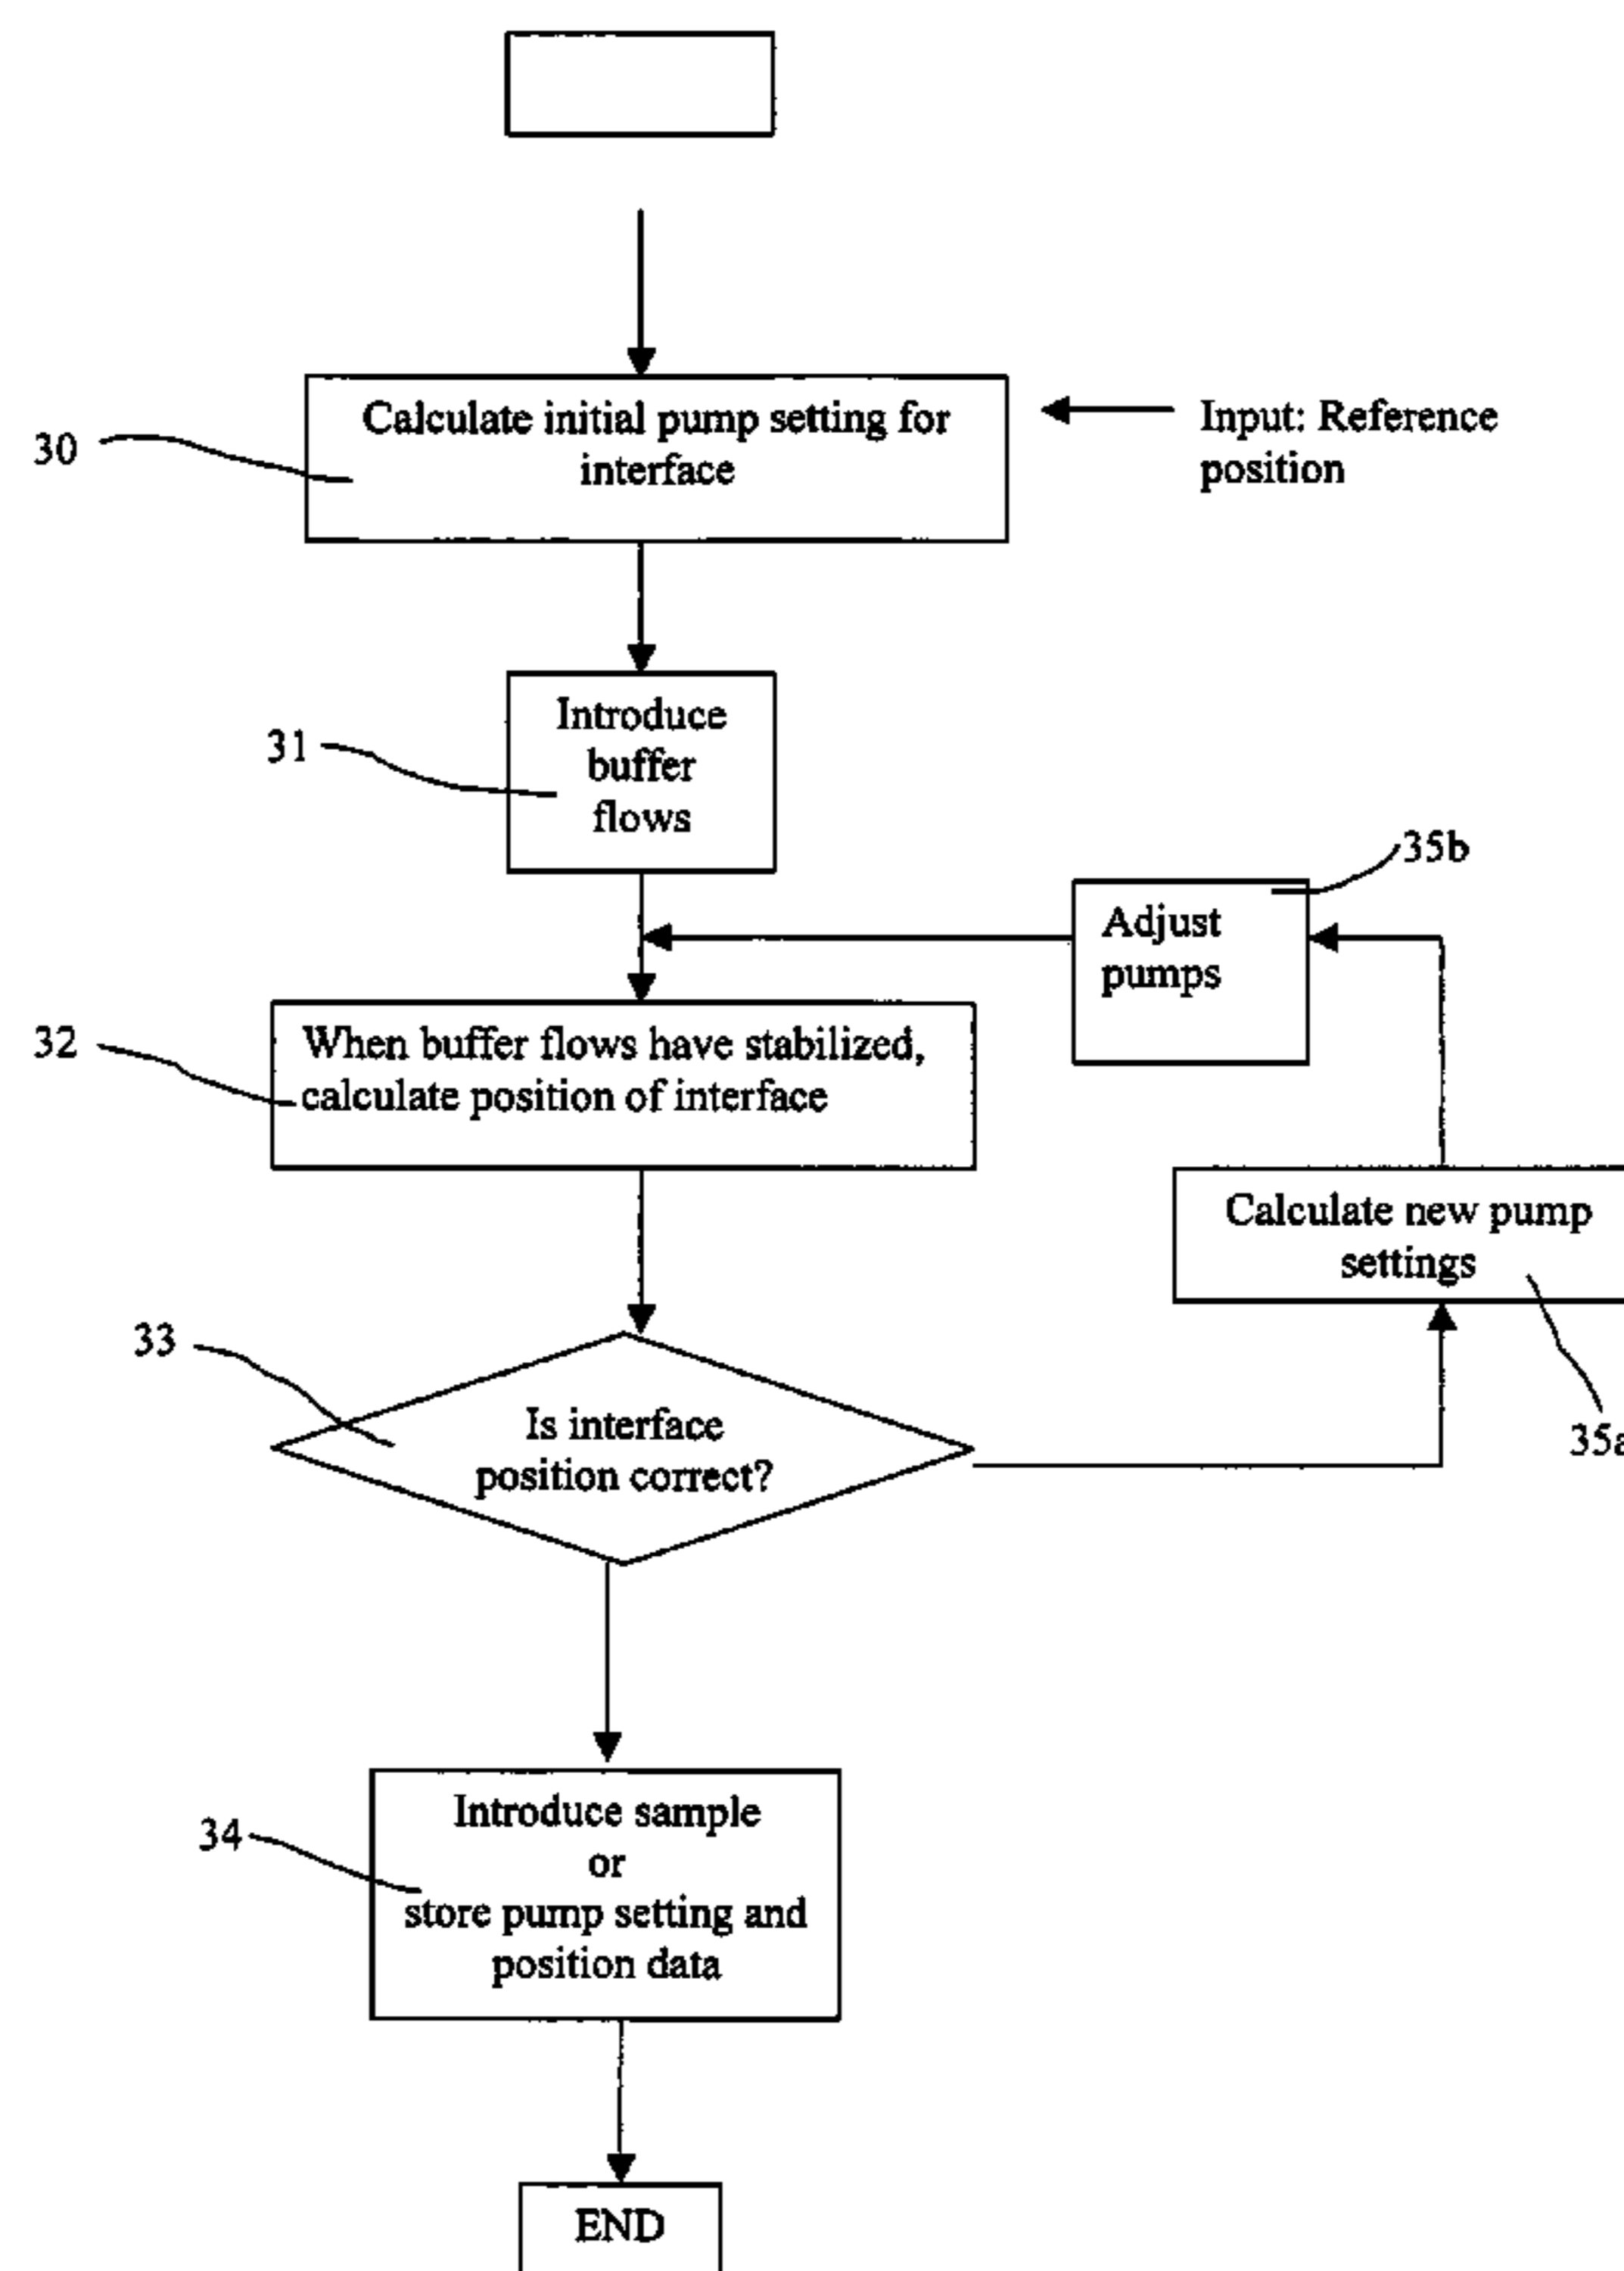 Calculate initial pump setting for
interface
30
Input: Reference
position
Introduce
buffer
flows
31
35b
Adjust
pumps
32
When buffer flows have stabilized,
calculate position of interface
Calculate new pump
settings
35a
33
Is interface
position correct?
34
Introduce sample
or
store pump setting and
position data
END